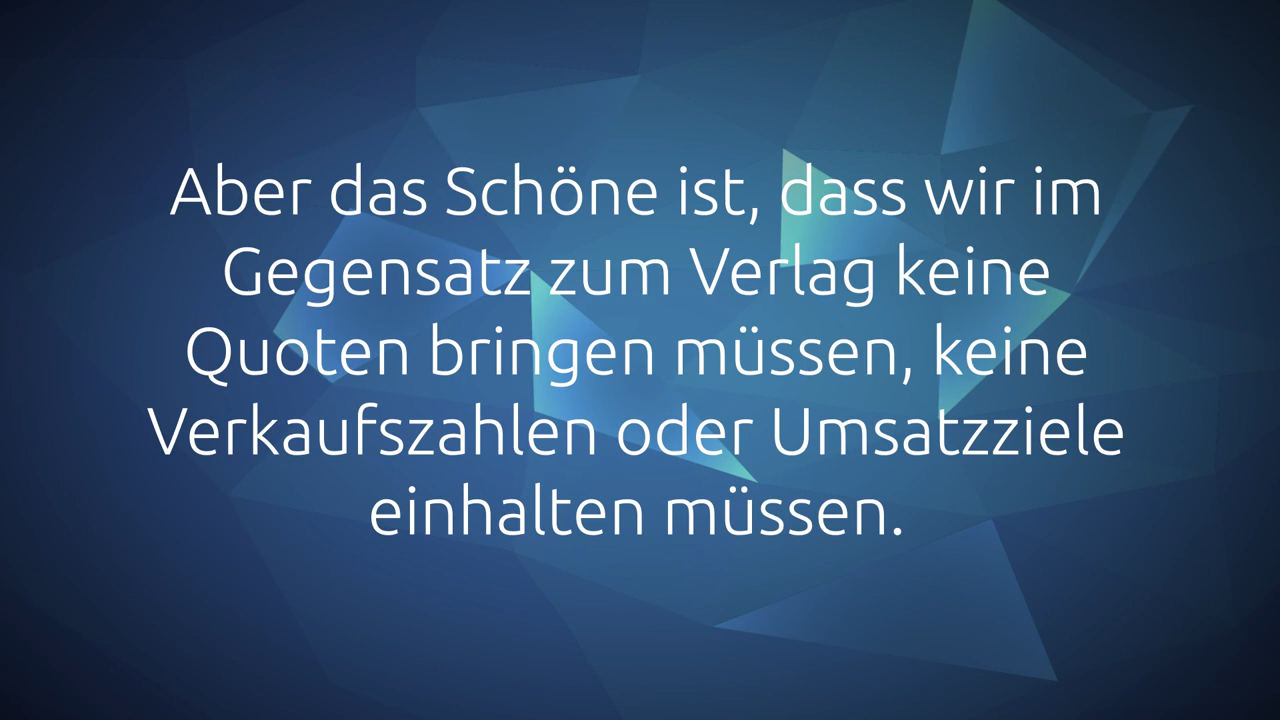 Aber das Schöne ist, dass wir im
Gegensatz zum Verlag keine
Quoten bringen müssen, keine
Verkaufszahlen oder Umsatzziele
einhalten müssen.